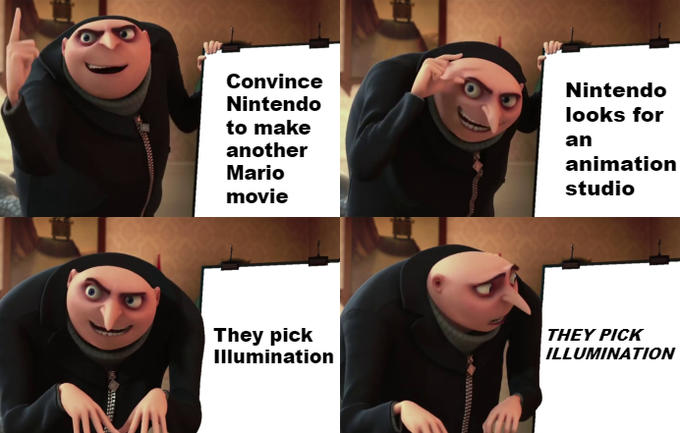 Convince
Nintendo
to make
another
Mario
movie
Nintendo
looks for
an
animation
studio
They pick
Illumination
THEY PICK
ILLUMINATION